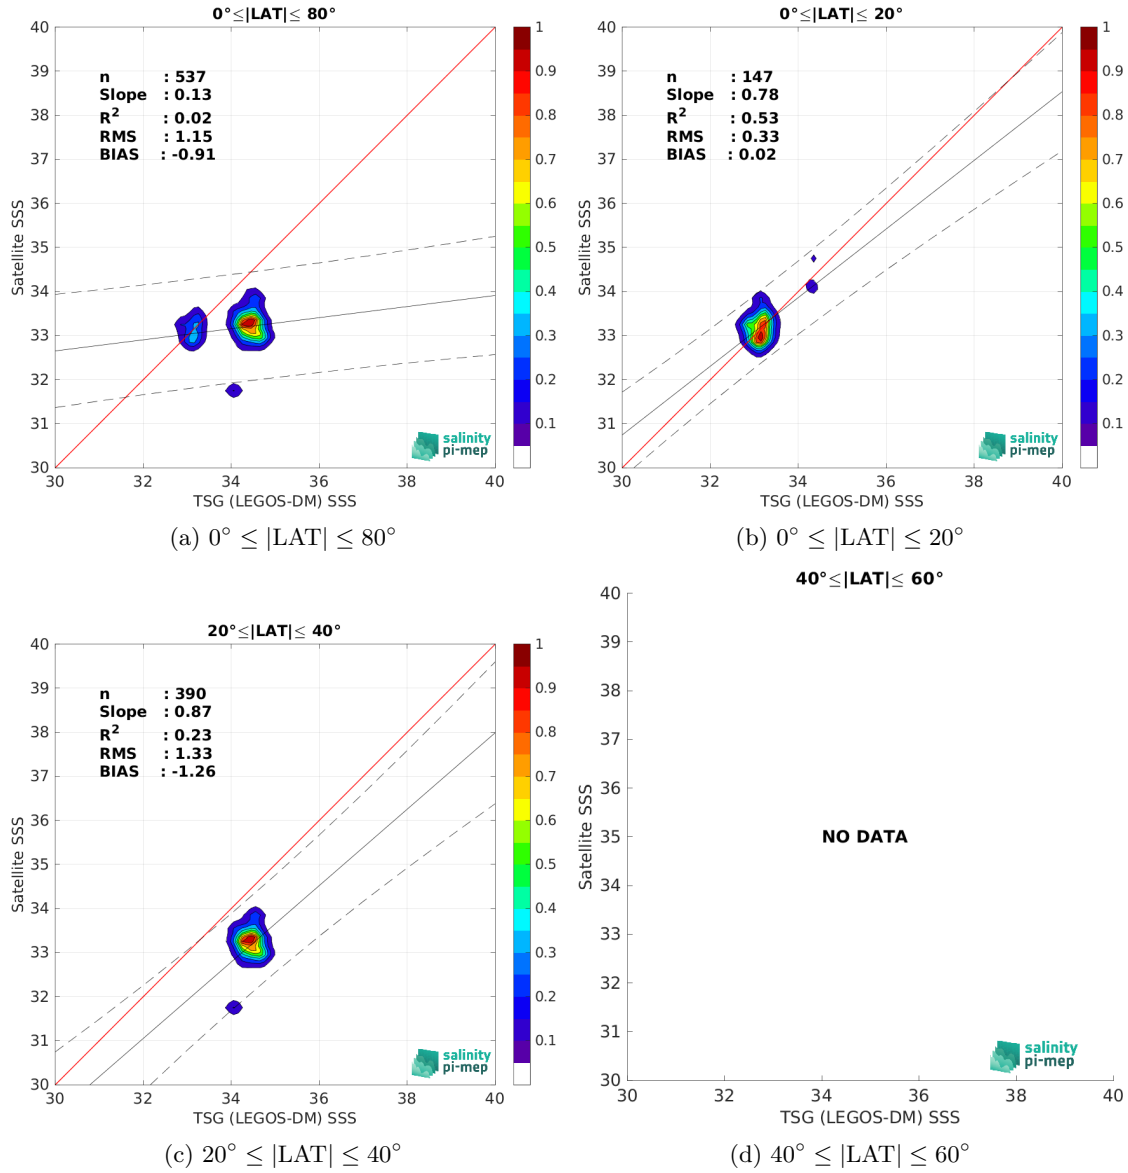 0°≤|LAT|≤ 80°
40
39
38
37
36
35
34
33
32
31
30
Satellite SSS
n : 537
Slope : 0.13
R² : 0.02
RMS : 1.15
BIAS : -0.91
salinity
pi-mep
30 32 34 36 38 40
TSG (LEGOS-DM) SSS
1
0.9
0.8
0.7
0.6
0.5
0.4
0.3
0.2
0.1
(a) 0° ≤ |LAT| ≤ 80°
0°≤|LAT|≤ 20°
40
39
38
37
36
35
34
33
32
31
30
Satellite SSS
n : 147
Slope : 0.78
R² : 0.53
RMS : 0.33
BIAS : 0.02
salinity
pi-mep
30 32 34 36 38 40
TSG (LEGOS-DM) SSS
1
0.9
0.8
0.7
0.6
0.5
0.4
0.3
0.2
0.1
(b) 0° ≤ |LAT| ≤ 20°
20°≤|LAT|≤ 40°
40
39
38
37
36
35
34
33
32
31
30
Satellite SSS
n : 390
Slope : 0.87
R² : 0.23
RMS : 1.33
BIAS : -1.26
salinity
pi-mep
30 32 34 36 38 40
TSG (LEGOS-DM) SSS
1
0.9
0.8
0.7
0.6
0.5
0.4
0.3
0.2
0.1
(c) 20° ≤ |LAT| ≤ 40°
40°≤|LAT|≤ 60°
40
39
38
37
36
35
34
33
32
31
30
Satellite SSS
NO DATA
salinity
pi-mep
30 32 34 36 38 40
TSG (LEGOS-DM) SSS
(d) 40° ≤ |LAT| ≤ 60°